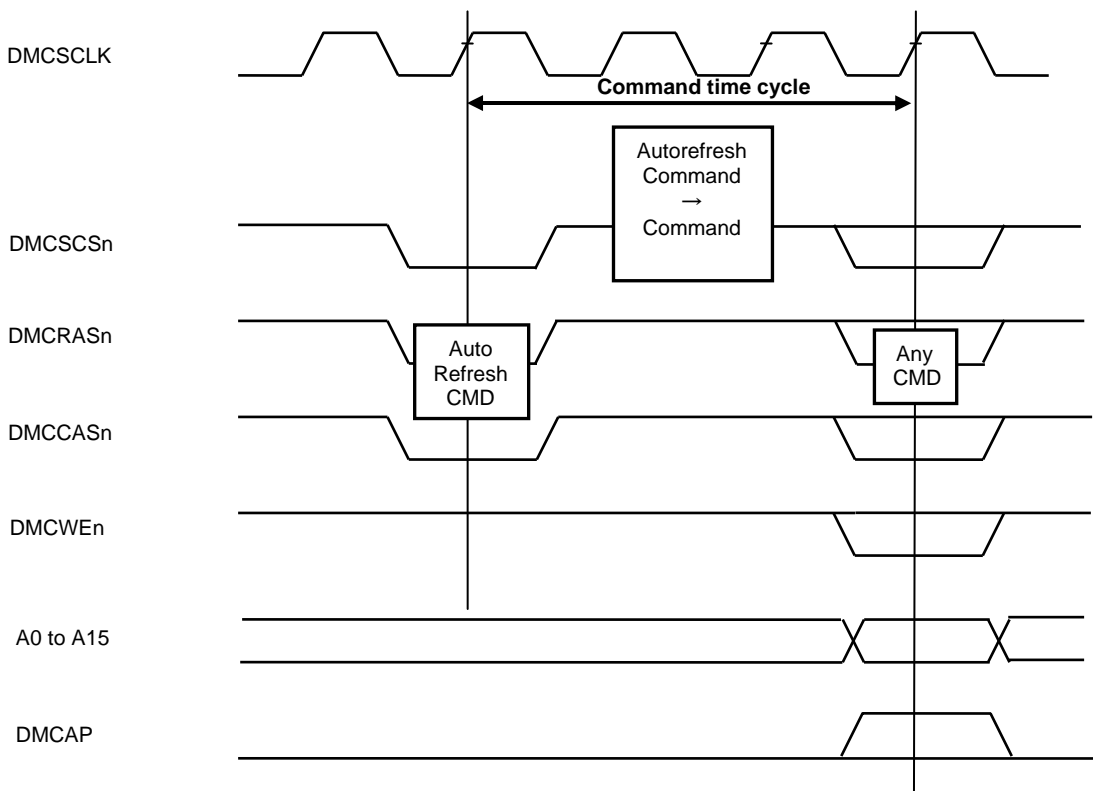 DMCSCLK
Command time cycle
Autorefresh
Command
→
Command
DMCSCSn
DMCRASn
Auto
Refresh
CMD
Any
CMD
DMCCASn
DMCWEn
A0 to A15
DMCAP